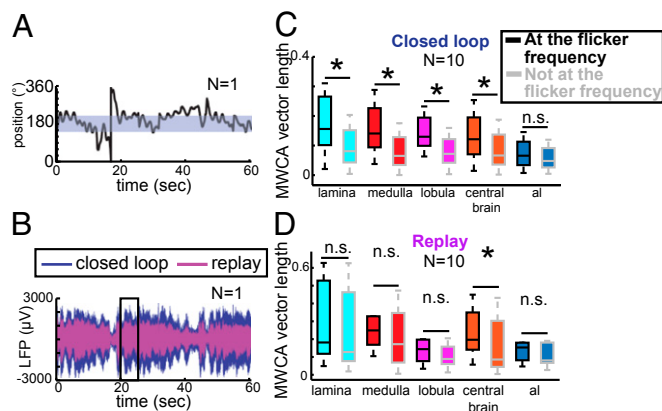 A
N=1
position (°)
360
180
0
0 20 40 60
time (sec)
B
closed loop replay
N=1
LFP (µV)
3000
0
-3000
0 20 40 60
time (sec)
C
Closed loop
N=10
At the flicker
frequency
Not at the
flicker frequency
MWCA vector length
0.4
0
* * * * n.s.
lamina medulla lobula central al
brain
D
Replay
N=10
MWCA vector length
0.6
0
n.s. n.s. n.s. * n.s.
lamina medulla lobula central al
brain